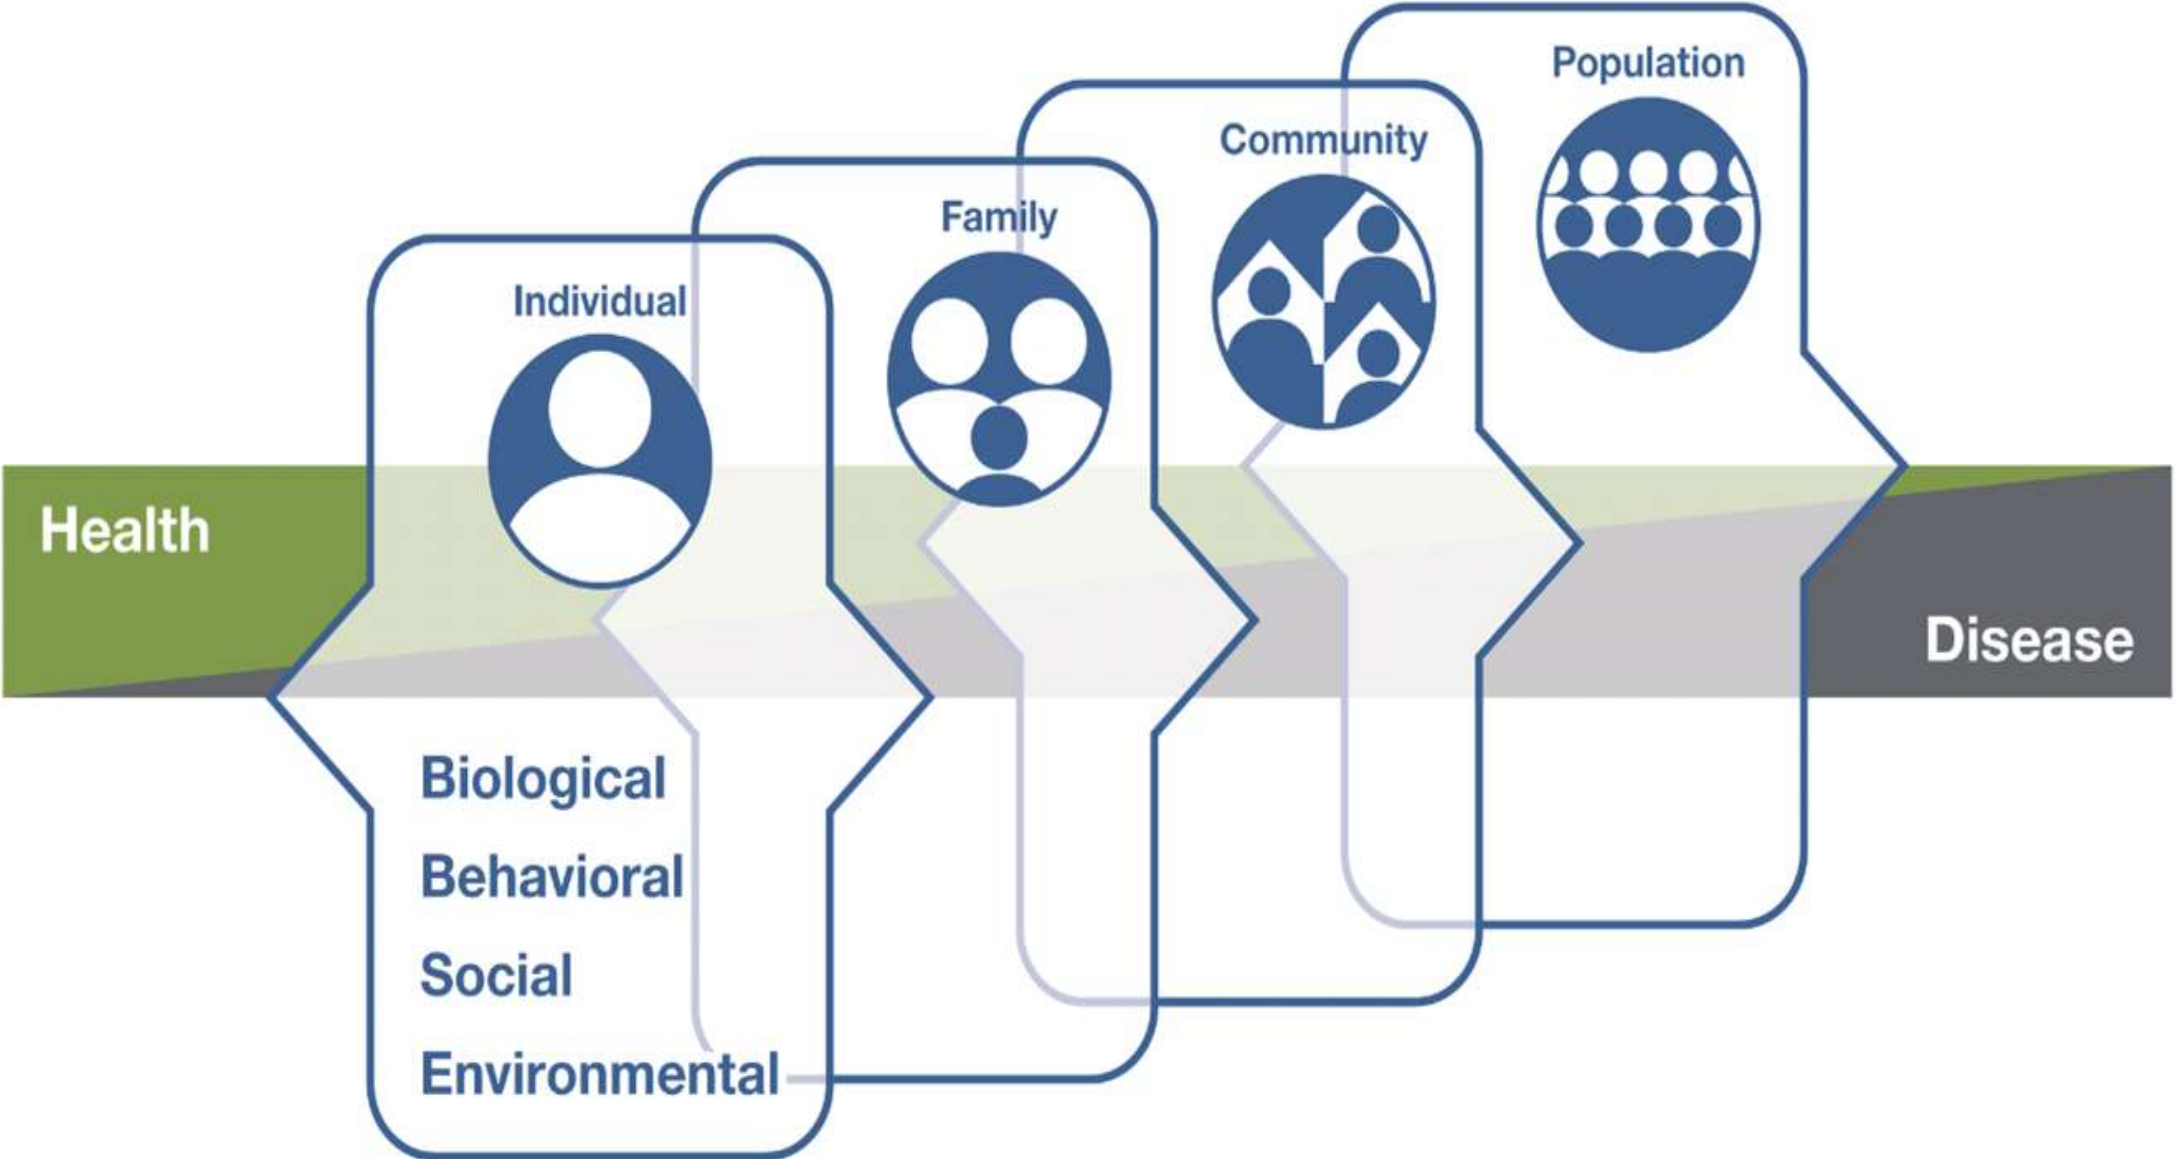 Population
Community
Family
Individual
Health
Disease
Biological
Behavioral
Social
Environmental